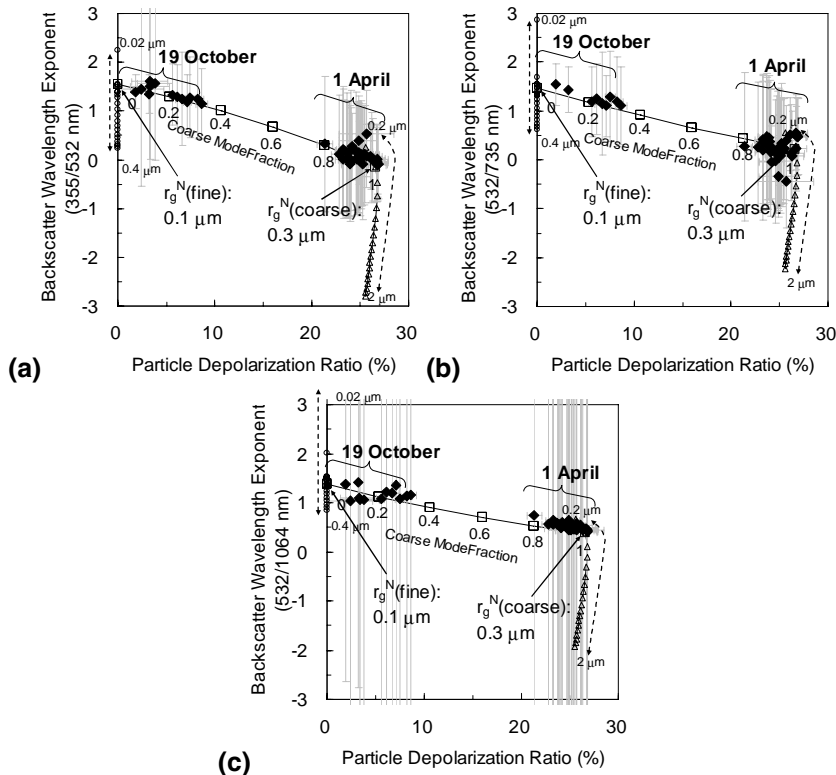 3
2
1
0
-1
-2
-3
Backscatter Wavelength Exponent
(355/532 nm)
0.02 μm
19 October
1 April
0.2 μm
0
0.2
0.4
0.6
0.8
1
Coarse ModeFraction
0.4 μm
r_g^N(fine):
0.1 μm
r_g^N(coarse):
0.3 μm
2 μm
0 10 20 30
Particle Depolarization Ratio (%)
(a)
3
2
1
0
-1
-2
-3
Backscatter Wavelength Exponent
(532/735 nm)
0.02 μm
19 October
1 April
0.2 μm
0
0.2
0.4
0.6
0.8
1
Coarse ModeFraction
0.4 μm
r_g^N(fine):
0.1 μm
r_g^N(coarse):
0.3 μm
2 μm
0 10 20 30
Particle Depolarization Ratio (%)
(b)
3
2
1
0
-1
-2
-3
Backscatter Wavelength Exponent
(532/1064 nm)
0.02 μm
19 October
1 April
0.2 μm
0
0.2
0.4
0.6
0.8
1
Coarse ModeFraction
0.4 μm
r_g^N(fine):
0.1 μm
r_g^N(coarse):
0.3 μm
2 μm
0 10 20 30
Particle Depolarization Ratio (%)
(c)